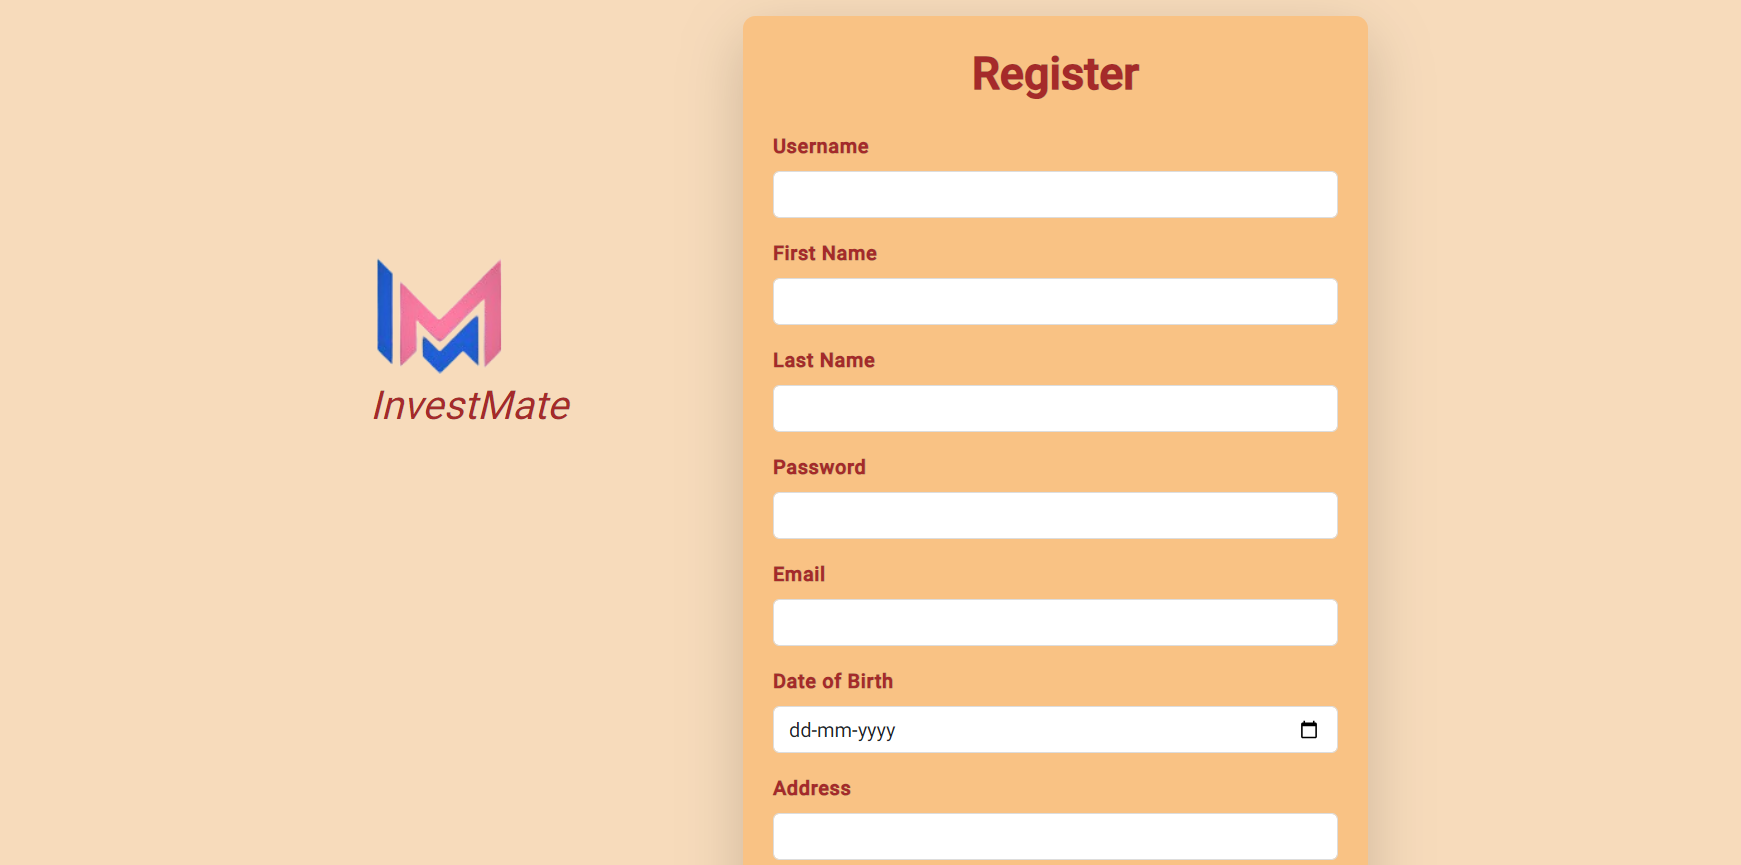 InvestMate
Register
Username
First Name
Last Name
Password
Email
Date of Birth
dd-mm-yyyy
Address